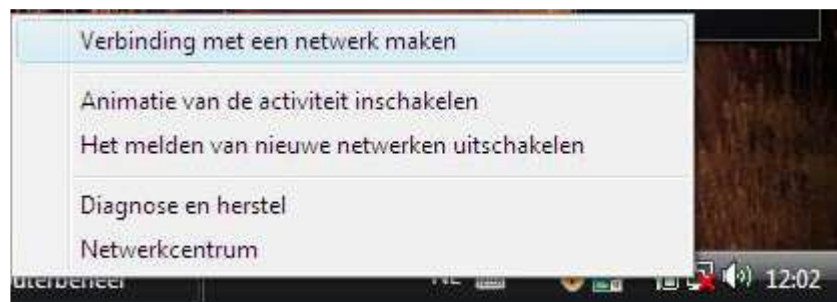 Verbinding met een netwerk maken
Animatie van de activiteit inschakelen
Het melden van nieuwe netwerken uitschakelen
Diagnose en herstel
Netwerkcentrum
12:02